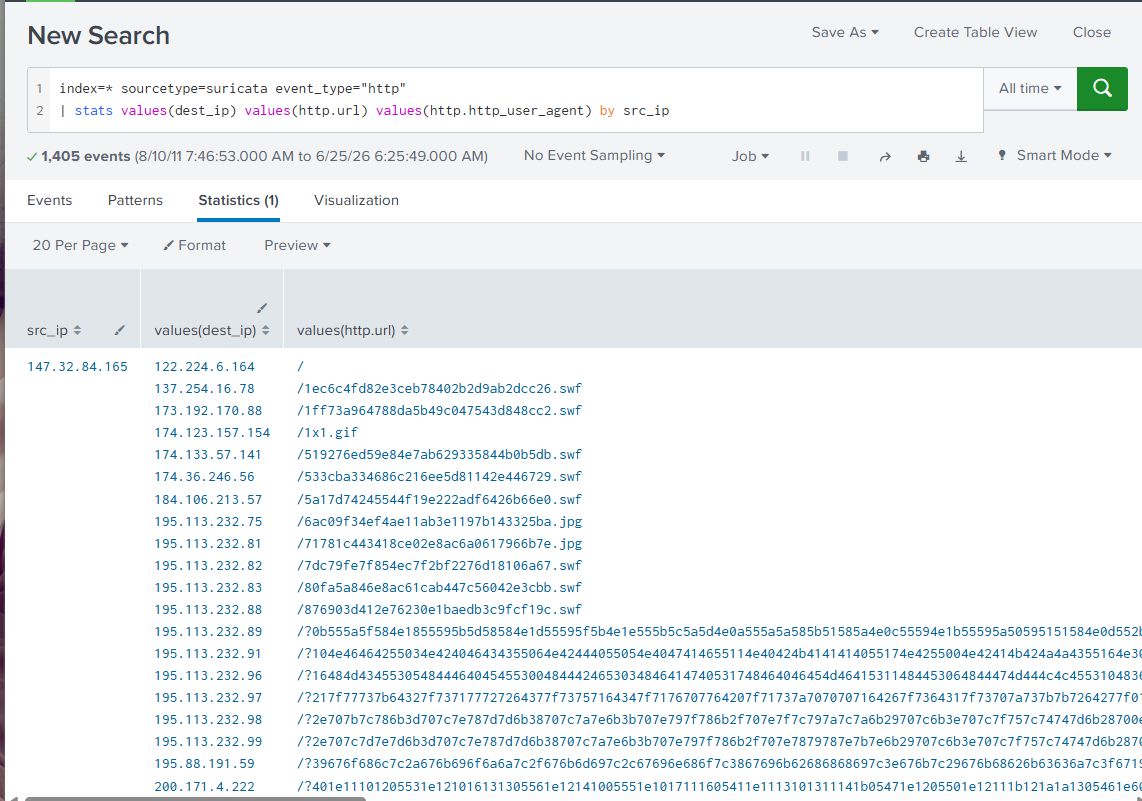 New Search
Save As
Create Table View
Close
1 index=* sourcetype=suricata event_type="http"
2 | stats values(dest_ip) values(http.url) values(http.http_user_agent) by src_ip
All time
1,405 events (8/10/11 7:46:53.000 AM to 6/25/26 6:25:49.000 AM)
No Event Sampling
Job
Smart Mode
Events
Patterns
Statistics (1)
Visualization
20 Per Page
Format
Preview
src_ip values(dest_ip) values(http.url)
147.32.84.165 122.224.6.164 /
137.254.16.78 /1ec6c4fd82e3ceb78402b2d9ab2dcc26.swf
173.192.170.88 /1ff73a964788da5b49c047543d848cc2.swf
174.123.157.154 /1x1.gif
174.133.57.141 /519276ed59e84e7ab629335844b0b5db.swf
174.36.246.56 /533cba334686c216ee5d81142e446729.swf
184.106.213.57 /5a17d74245544f19e222adf6426b66e0.swf
195.113.232.75 /6ac09f34ef4ae11ab3e1197b143325ba.jpg
195.113.232.81 /71781c443418ce02e8ac6a0617966b7e.jpg
195.113.232.82 /7dc79fe7f854ec7f2bf2276d18106a67.swf
195.113.232.83 /80fa5a846e8ac61cab447c56042e3cbb.swf
195.113.232.88 /876903d412e76230e1baedb3c9fcf19c.swf
195.113.232.89
195.113.232.91
195.113.232.96
195.113.232.97
195.113.232.98
195.113.232.99
195.88.191.59
200.171.4.222